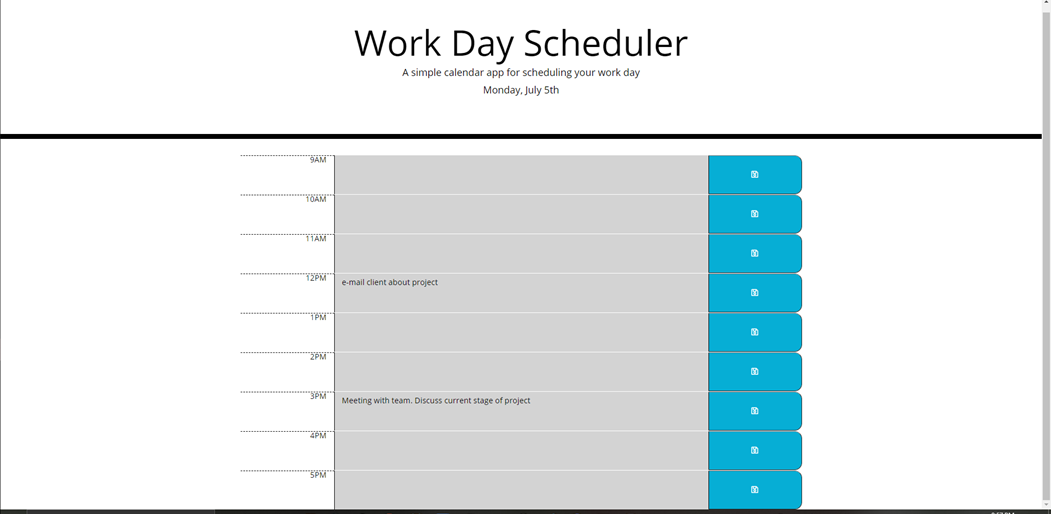 Work Day Scheduler
A simple calendar app for scheduling your work day
Monday, July 5th
9AM
10AM
11AM
12PM e-mail client about project
1PM
2PM
3PM Meeting with team. Discuss current stage of project
4PM
5PM